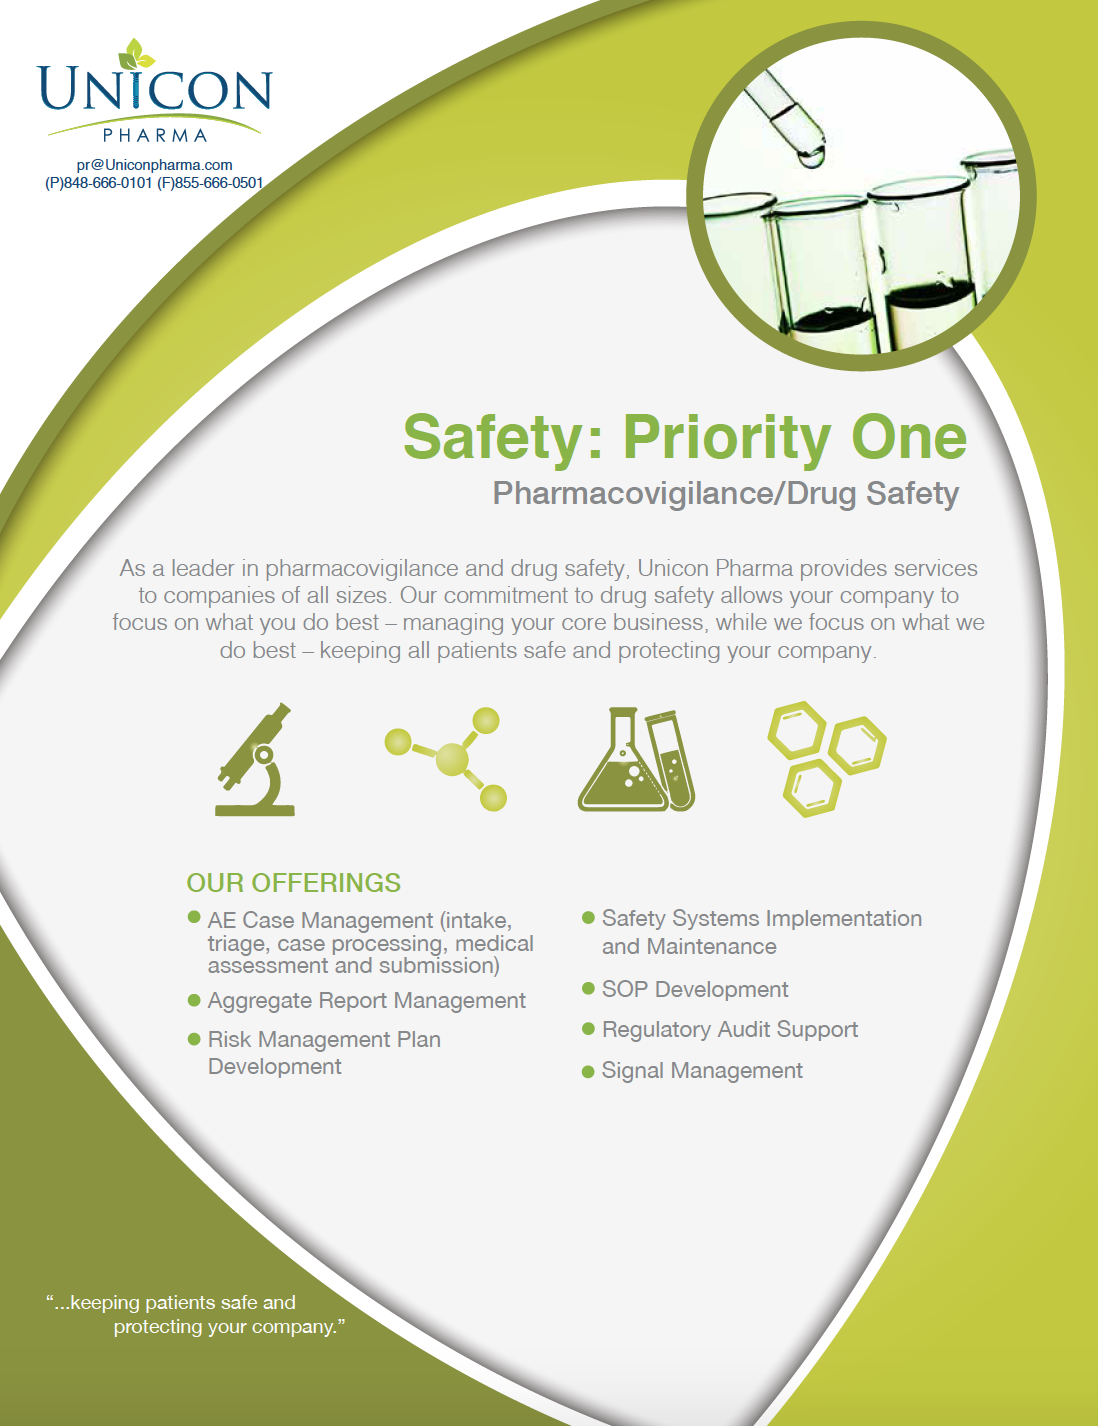 UNICON
PHARMA
pr@Uniconpharma.com
(P)848-666-0101 (F)855-666-0501
Safety: Priority One
Pharmacovigilance/Drug Safety
As a leader in pharmacovigilance and drug safety, Unicon Pharma provides services
to companies of all sizes. Our commitment to drug safety allows your company to
focus on what you do best – managing your core business, while we focus on what we
do best – keeping all patients safe and protecting your company.
OUR OFFERINGS
AE Case Management (intake,
triage, case processing, medical
assessment and submission)
Aggregate Report Management
Risk Management Plan
Development
Safety Systems Implementation
and Maintenance
SOP Development
Regulatory Audit Support
Signal Management
“...keeping patients safe and
protecting your company.”